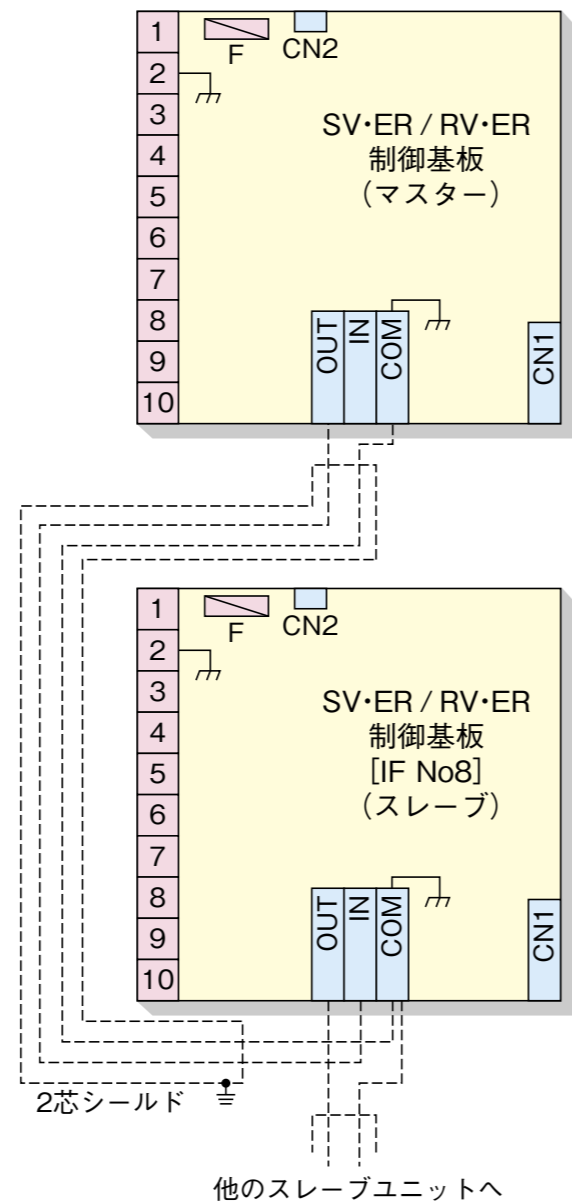 1
2
3
4
5
6
7
8
9
10
F
CN2
SV・ER / RV・ER
制御基板
（マスター）
OUT
IN
COM
CN1
1
2
3
4
5
6
7
8
9
10
F
CN2
SV・ER / RV・ER
制御基板
［IF No8］
（スレーブ）
OUT
IN
COM
CN1
2芯シールド
他のスレーブユニットへ